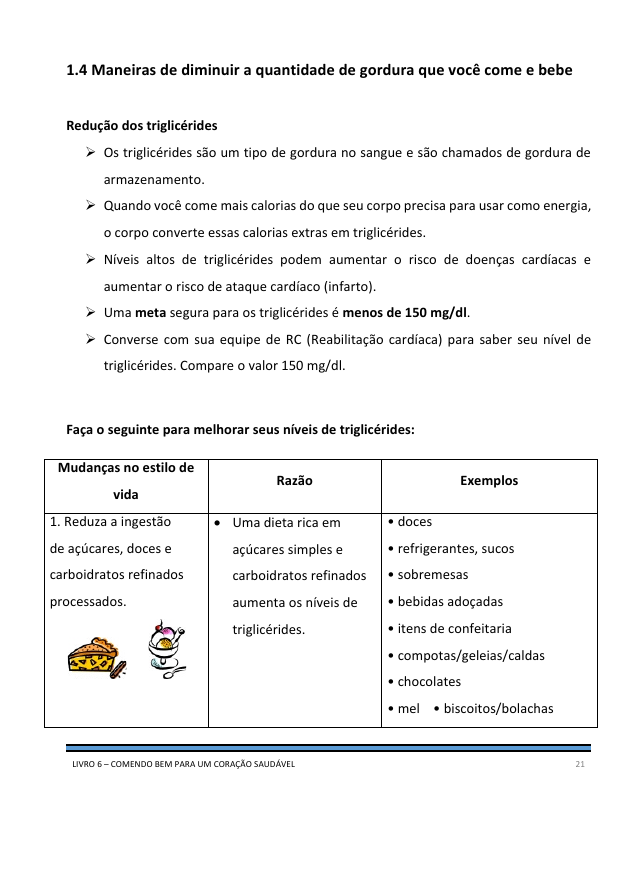 1.4 Maneiras de diminuir a quantidade de gordura que você come e bebe
Redução dos triglicérides
➢ Os triglicérides são um tipo de gordura no sangue e são chamados de gordura de
armazenamento.
➢ Quando você come mais calorias do que seu corpo precisa para usar como energia,
o corpo converte essas calorias extras em triglicérides.
➢ Níveis altos de triglicérides podem aumentar o risco de doenças cardíacas e
aumentar o risco de ataque cardíaco (infarto).
➢ Uma meta segura para os triglicérides é menos de 150 mg/dl.
➢ Converse com sua equipe de RC (Reabilitação cardíaca) para saber seu nível de
triglicérides. Compare o valor 150 mg/dl.
Faça o seguinte para melhorar seus níveis de triglicérides:
Mudanças no estilo de
vida
Razão
Exemplos
1. Reduza a ingestão
de açúcares, doces e
carboidratos refinados
processados.
• Uma dieta rica em
açúcares simples e
carboidratos refinados
aumenta os níveis de
triglicérides.
• doces
• refrigerantes, sucos
• sobremesas
• bebidas adoçadas
• itens de confeitaria
• compotas/geleias/caldas
• chocolates
• mel • biscoitos/bolachas
LIVRO 6 – COMENDO BEM PARA UM CORAÇÃO SAUDÁVEL 21